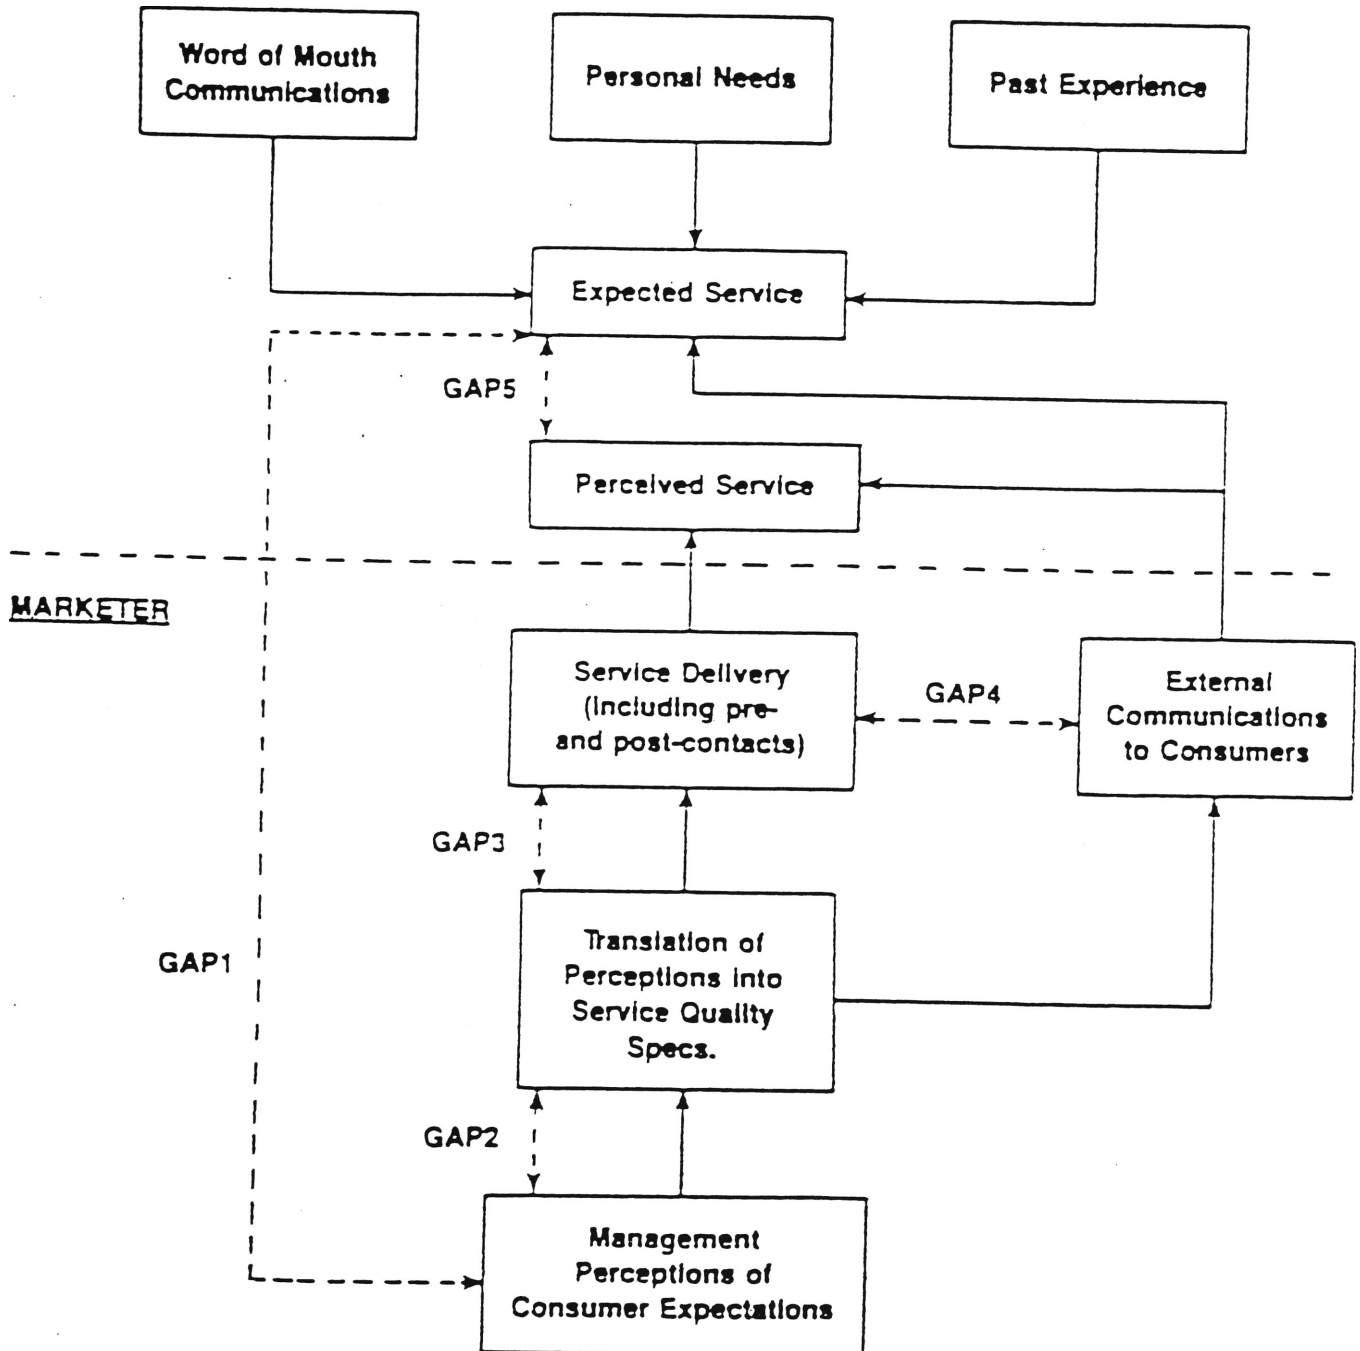 Word of Mouth
Communications
Personal Needs
Past Experience
Expected Service
GAP5
Perceived Service
MARKETER
Service Delivery
(including pre-
and post-contacts)
GAP4
External
Communications
to Consumers
GAP3
Translation of
Perceptions into
Service Quality
Specs.
GAP1
GAP2
Management
Perceptions of
Consumer Expectations